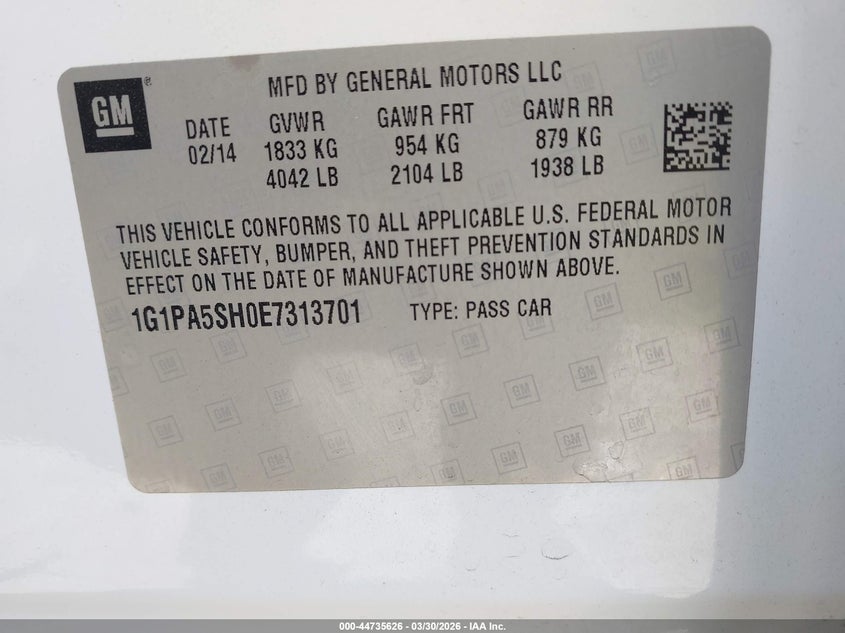 GM
MFD BY GENERAL MOTORS LLC
DATE GVWR GAWR FRT GAWR RR
02/14 1833 KG 954 KG 879 KG
4042 LB 2104 LB 1938 LB
THIS VEHICLE CONFORMS TO ALL APPLICABLE U.S. FEDERAL MOTOR
VEHICLE SAFETY, BUMPER, AND THEFT PREVENTION STANDARDS IN
EFFECT ON THE DATE OF MANUFACTURE SHOWN ABOVE.
1G1PA5SH0E7313701 TYPE: PASS CAR
000-44735626 - 03/30/2026 - IAA Inc.